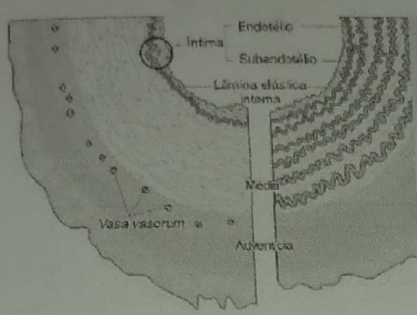 Endotélio
Íntima
Subendotélio
Lâmina elástica
interna
Média
Vasa vasorum
Adventícia